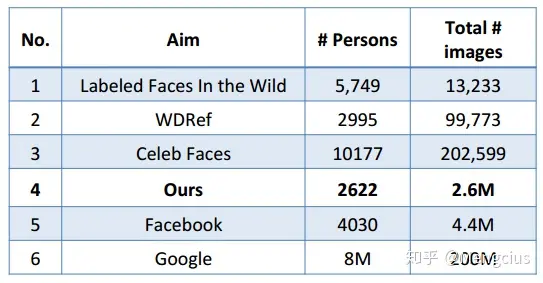 No. Aim # Persons Total #
images
1 Labeled Faces In the Wild 5,749 13,233
2 WDRef 2995 99,773
3 Celeb Faces 10177 202,599
4 Ours 2622 2.6M
5 Facebook 4030 4.4M
6 Google 8M 200M
知乎 @mengcius